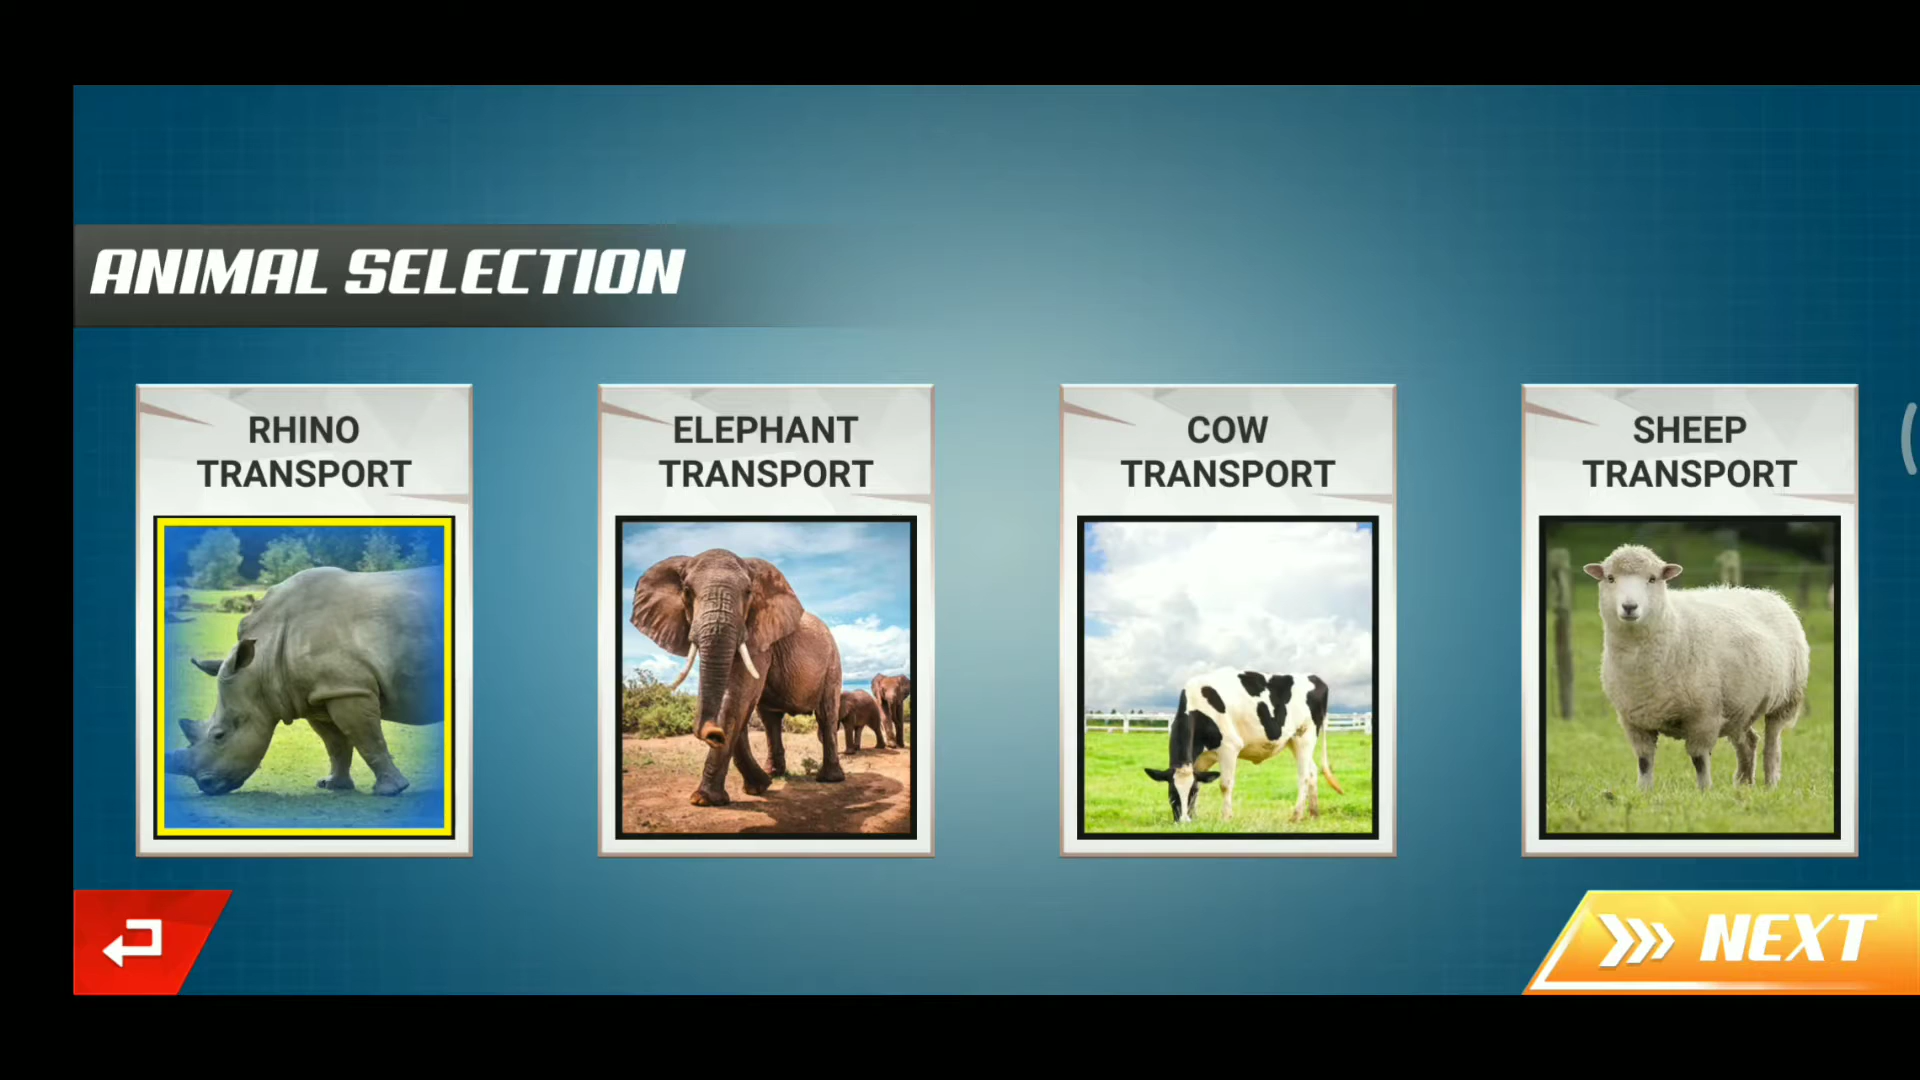 ANIMAL SELECTION
RHINO
TRANSPORT
ELEPHANT
TRANSPORT
COW
TRANSPORT
SHEEP
TRANSPORT
NEXT